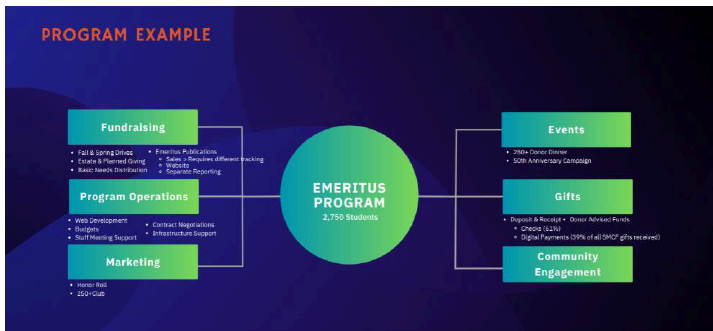 PROGRAM EXAMPLE
Fundraising
Fall & Spring Drives
Estate & Planned Giving
Basic Needs Distribution
Emeritus Publications
Sales > Requires different tracking
Website
Separate Reporting
Program Operations
Web Development
Budgets
Staff Meeting Support
Contract Negotiations
Infrastructure Support
Marketing
Honor Roll
250+Club
EMERITUS
PROGRAM
2,750 Students
Events
250+ Donor Dinner
50th Anniversary Campaign
Gifts
Deposit & Receipt
Donor Advised Funds
Checks (61%)
Digital Payments (39% of all SMCF gifts received)
Community
Engagement